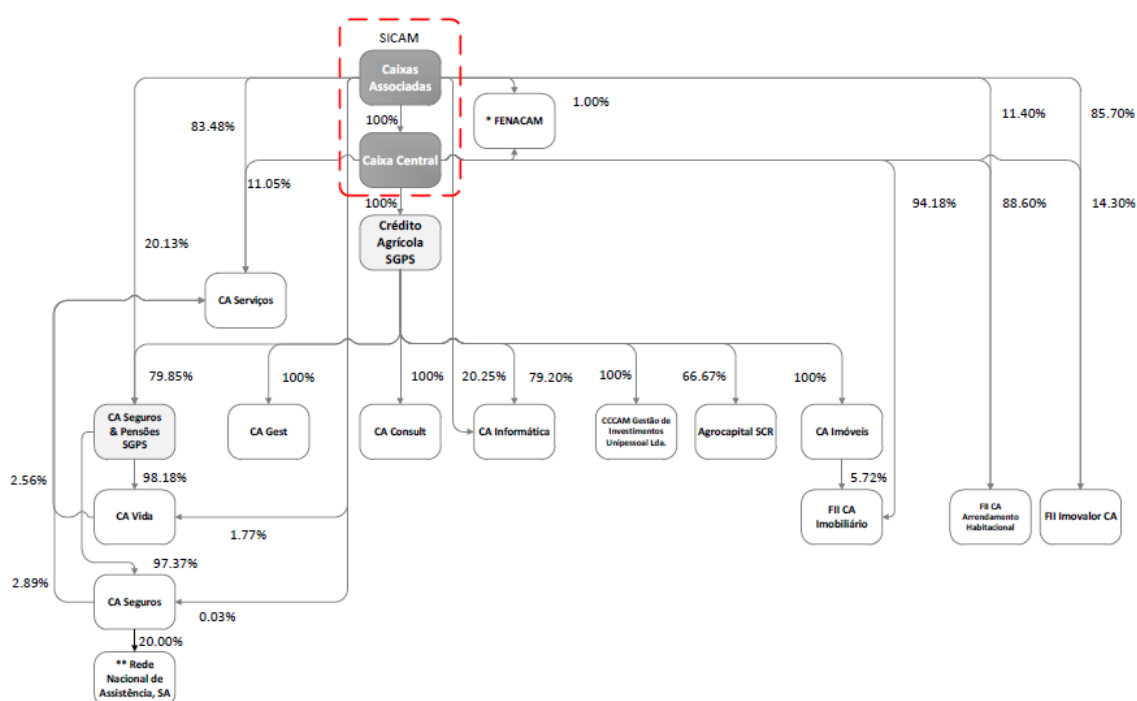 SICAM
Caixas
Associadas
1.00%
* FENACAM
83.48%
100%
11.40%
85.70%
Caixa Central
11.05%
100%
94.18%
88.60%
14.30%
Crédito
Agrícola
SGPS
20.13%
CA Serviços
79.85%
100%
100%
20.25%
79.20%
100%
66.67%
100%
CA Seguros
& Pensões
SGPS
CA Gest
CA Consult
CA Informática
CCCAM Gestão de
Investimentos
Unipessoal Lda.
Agrocapital SCR
CA Imóveis
2.56%
98.18%
5.72%
CA Vida
1.77%
FII CA
Imobiliário
FII CA
Arrendamento
Habitacional
FII Imovalor CA
97.37%
2.89%
CA Seguros
0.03%
20.00%
** Rede
Nacional de
Assistência, SA